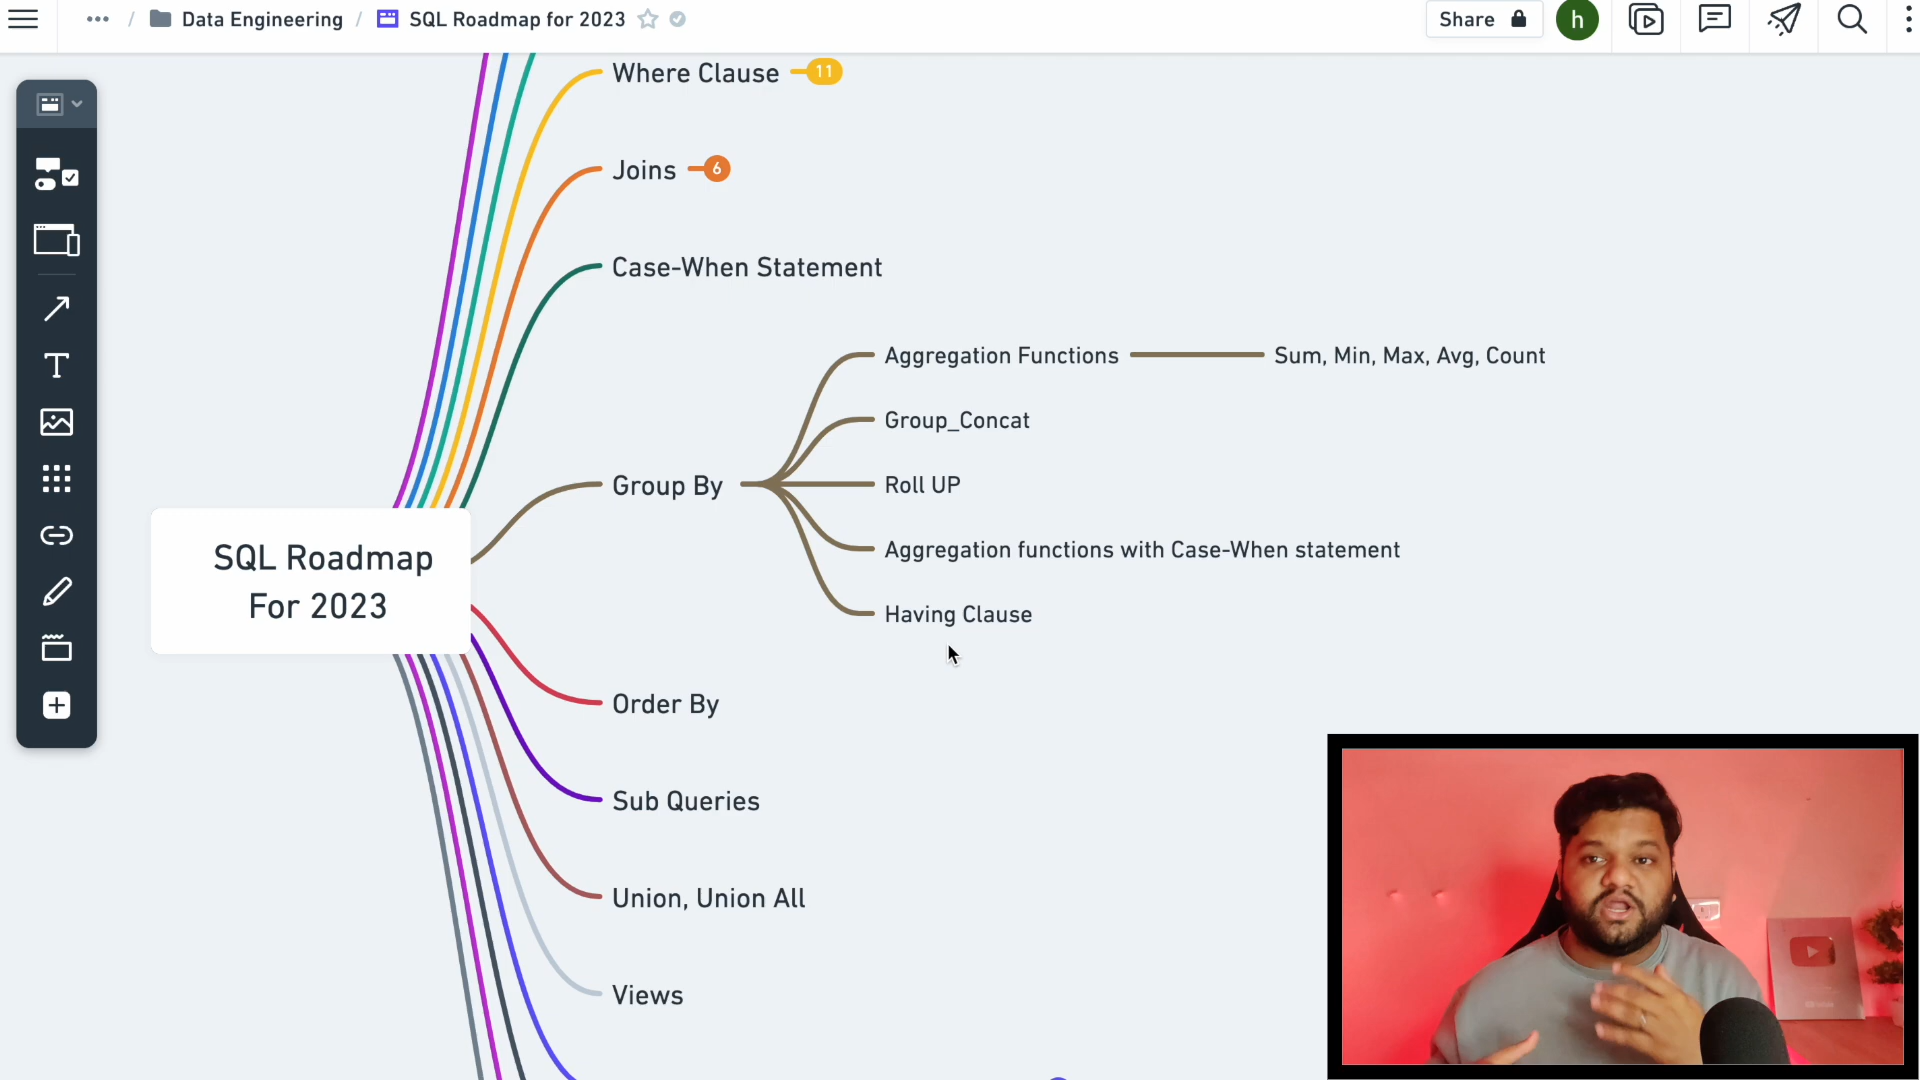 Data Engineering / SQL Roadmap for 2023
Share
h
Where Clause 11
Joins 6
Case-When Statement
Aggregation Functions
Sum, Min, Max, Avg, Count
Group_Concat
Group By
Roll UP
Aggregation functions with Case-When statement
Having Clause
SQL Roadmap
For 2023
Order By
Sub Queries
Union, Union All
Views